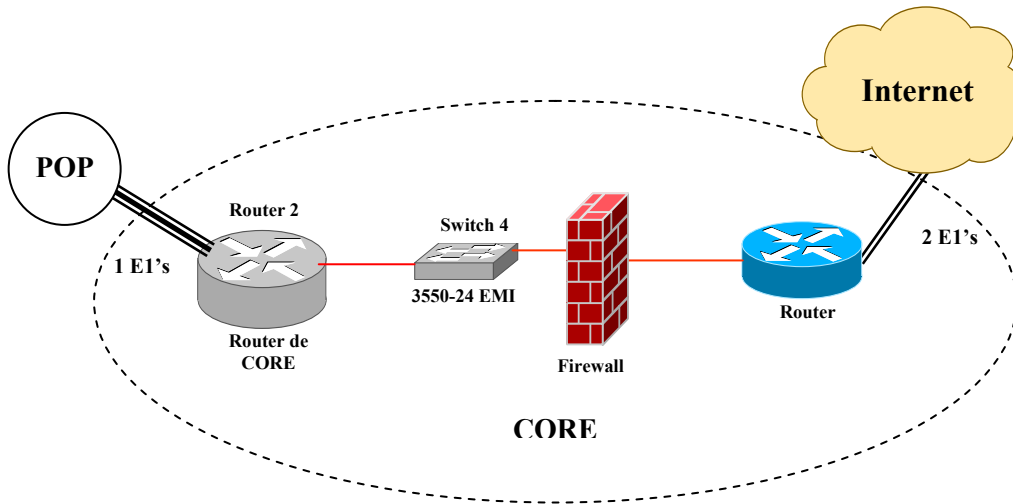 Internet
POP
Router 2
Switch 4
1 E1's
2 E1's
3550-24 EMI
Router
Router de
CORE
Firewall
CORE